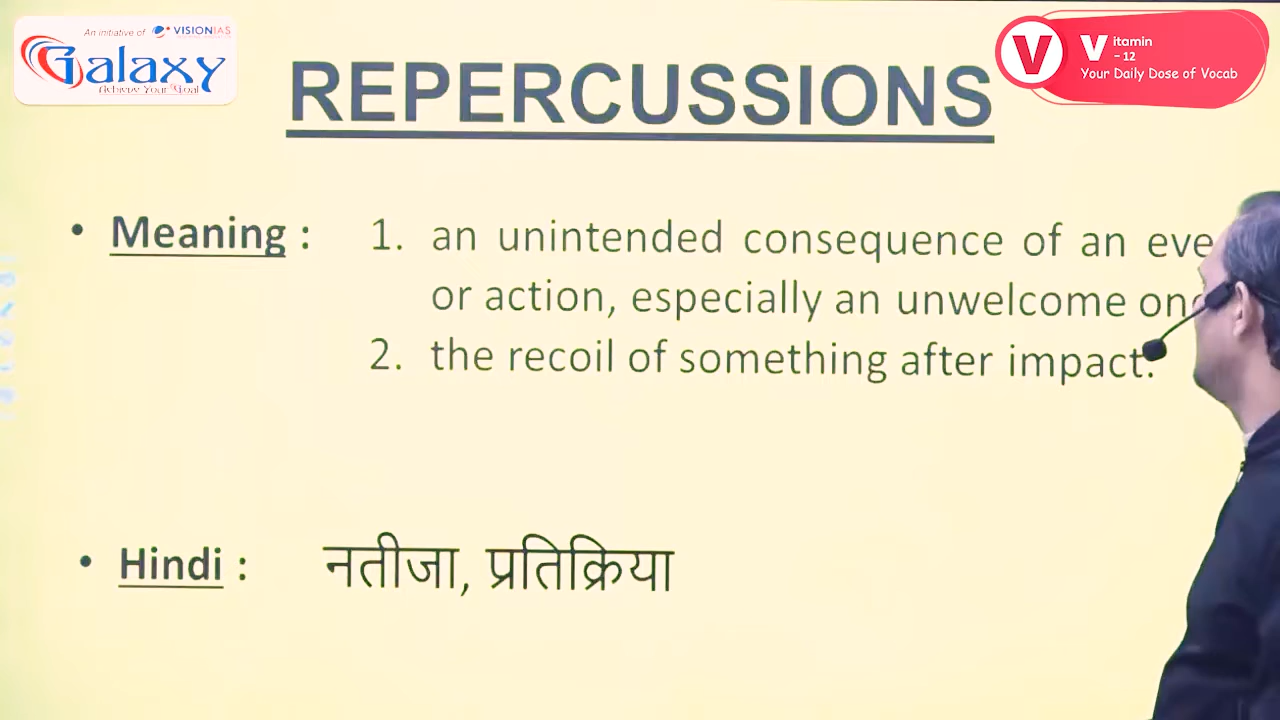 An initiative of VISIONIAS
Galaxy
Achieve Your Goal
V Vitamin
- 12
Your Daily Dose of Vocab
REPERCUSSIONS
• Meaning : 1. an unintended consequence of an eve
or action, especially an unwelcome on
2. the recoil of something after impact.
• Hindi : नतीजा, प्रतिक्रिया